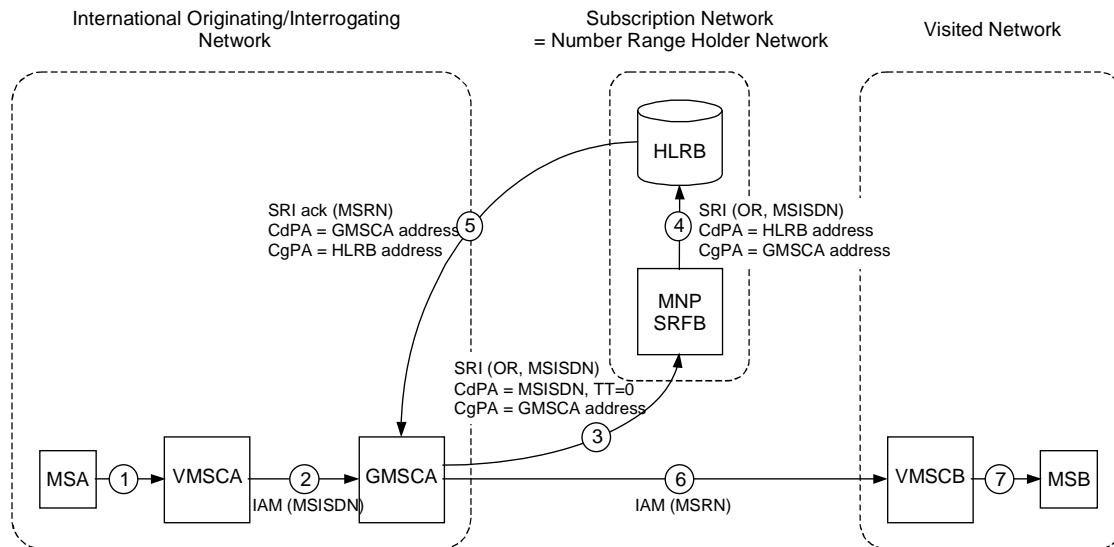 International Originating/Interrogating
Network
Subscription Network
= Number Range Holder Network
Visited Network
HLRB
SRI ack (MSRN)
CdPA = GMSCA address
CgPA = HLRB address
5
4
SRI (OR, MSISDN)
CdPA = HLRB address
CgPA = GMSCA address
MNP
SRFB
SRI (OR, MSISDN)
CdPA = MSISDN, TT=0
CgPA = GMSCA address
3
MSA
1
VMSCA
2
IAM (MSISDN)
GMSCA
6
IAM (MSRN)
VMSCB
7
MSB